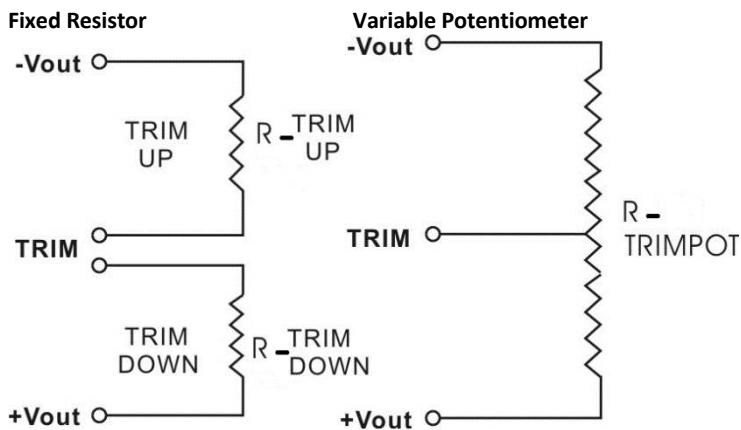 Fixed Resistor
-Vout
TRIM
UP
R-TRIM
UP
TRIM
TRIM
DOWN
R-TRIM
DOWN
+Vout
Variable Potentiometer
-Vout
TRIM
R-
TRIMPOT
+Vout